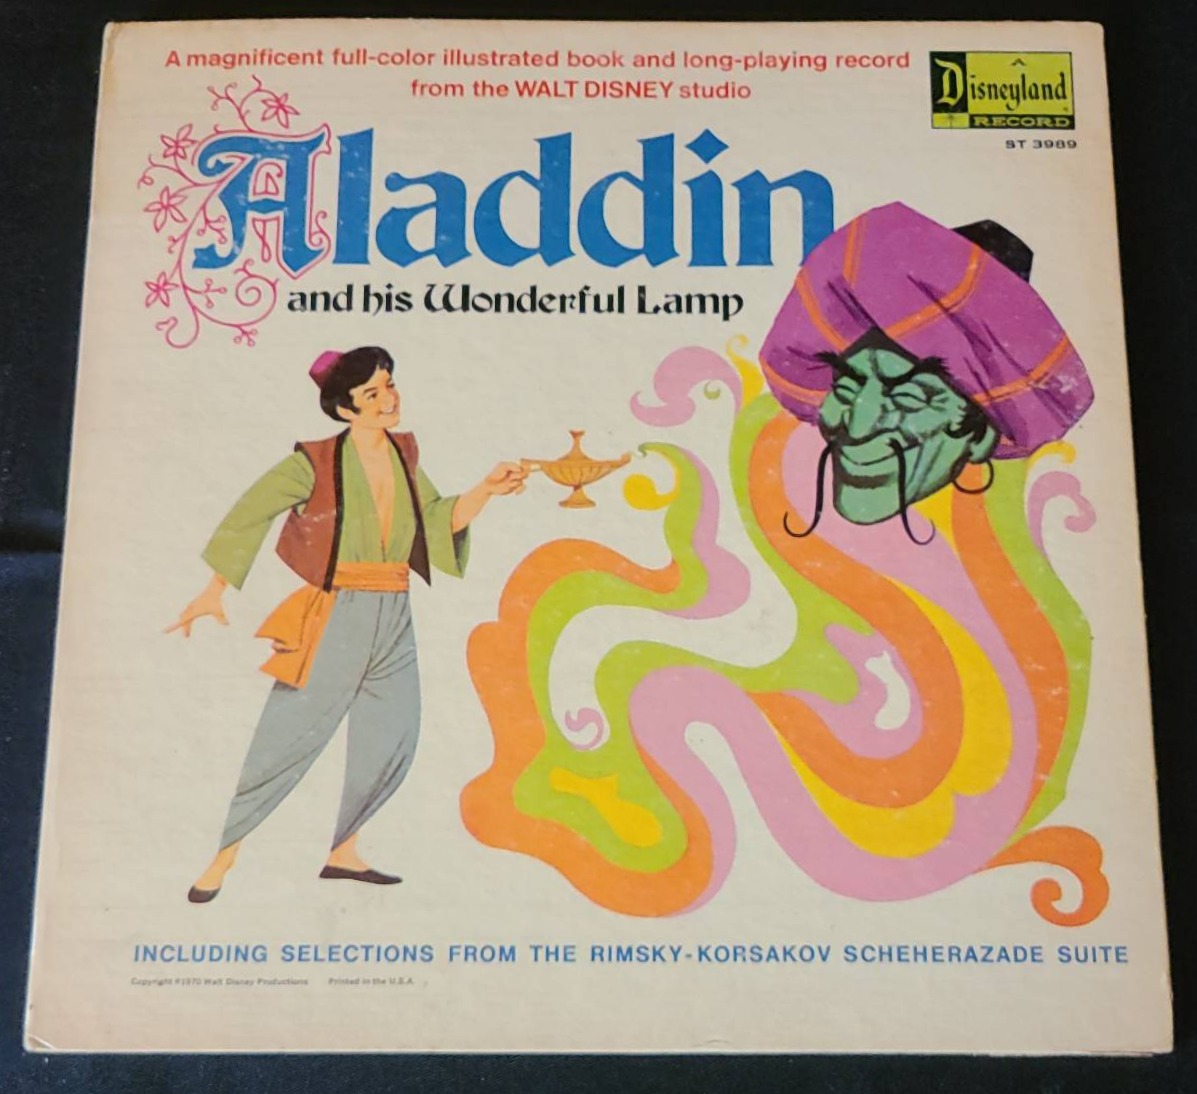 A magnificent full-color illustrated book and long-playing record
from the WALT DISNEY studio
A
Disneyland
RECORD
ST 3989
Aladdin
and his Wonderful Lamp
INCLUDING SELECTIONS FROM THE RIMSKY-KORSAKOV SCHEHERAZADE SUITE
Copyright ©1970 Walt Disney Productions Printed in the U.S.A.